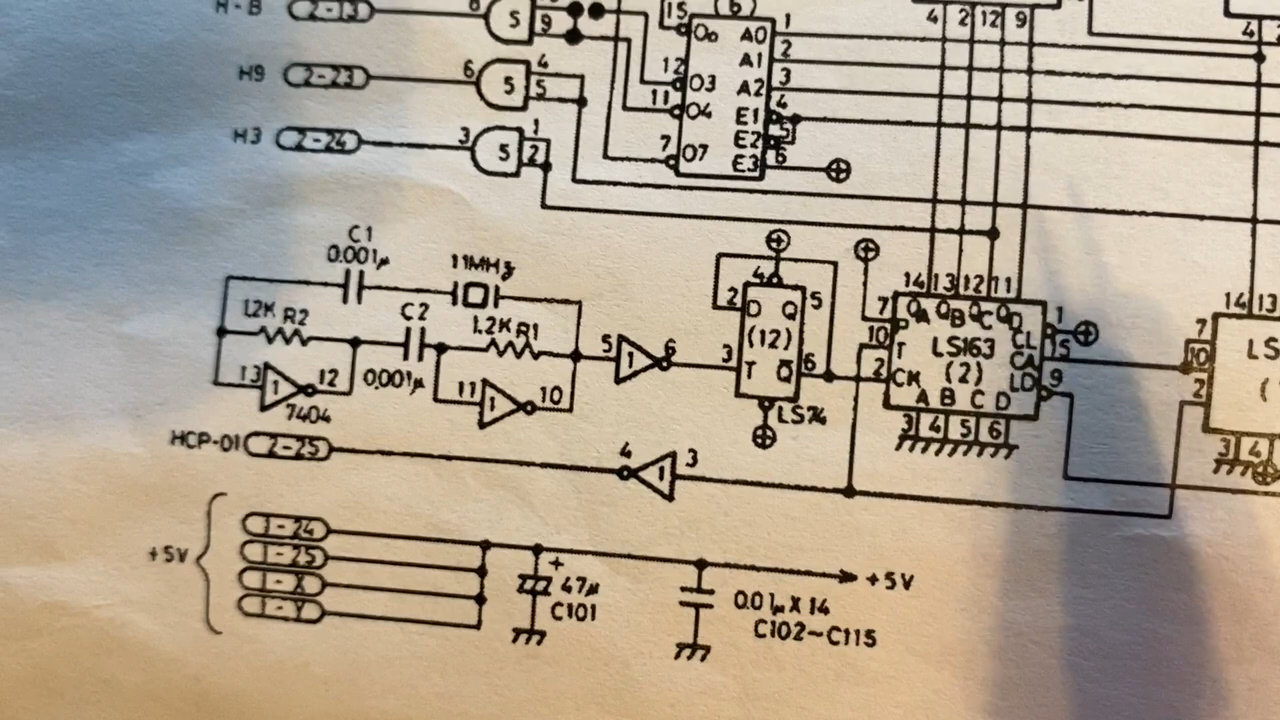 H-B 2-13 8 5 9 15 O0 (6) A0 1 4 2 12 9 4
A1 2
H9 2-23 6 5 4 5 12 O3 A2 3
11 O4 E1 4
H3 2-24 3 5 1 2 E2 5
7 O7 E3 6
C1
0.001μ 11MHz
14 13 12 11 14 13
1.2K R2 C2 1.2K R1 4 2 D Q 5 7 P QA QB QC QD CL 1
5 1 6 3 (12) 10 T LS163 CA 15 7 10 LS
13 1 12 0.001μ 11 1 10 T Q 6 2 CK (2) LD 9 2
7404 LS74 A B C D
3 4 5 6 3 4
HCP-01 2-25 4 1 3
+5V
1-24
1-25
1-X
1-Y
+ 47μ
C101
+5V
0.01μX14
C102~C115